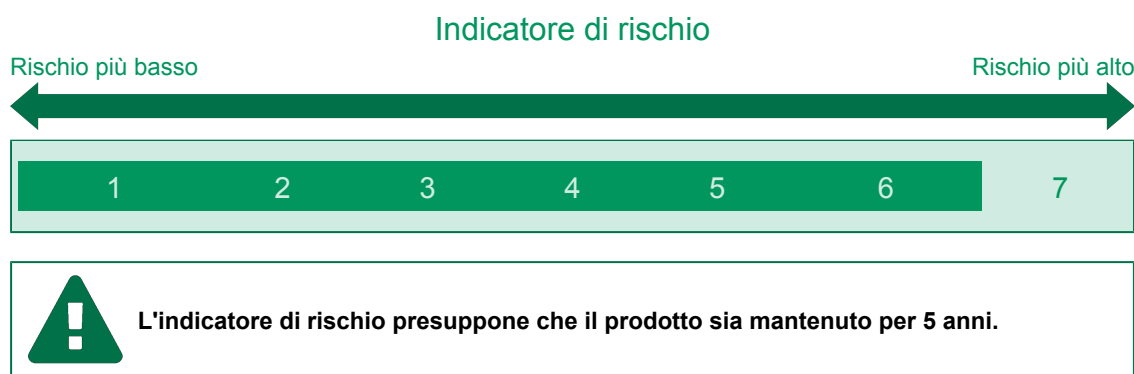 Indicatore di rischio
Rischio più basso Rischio più alto
1 2 3 4 5 6 7
L'indicatore di rischio presuppone che il prodotto sia mantenuto per 5 anni.